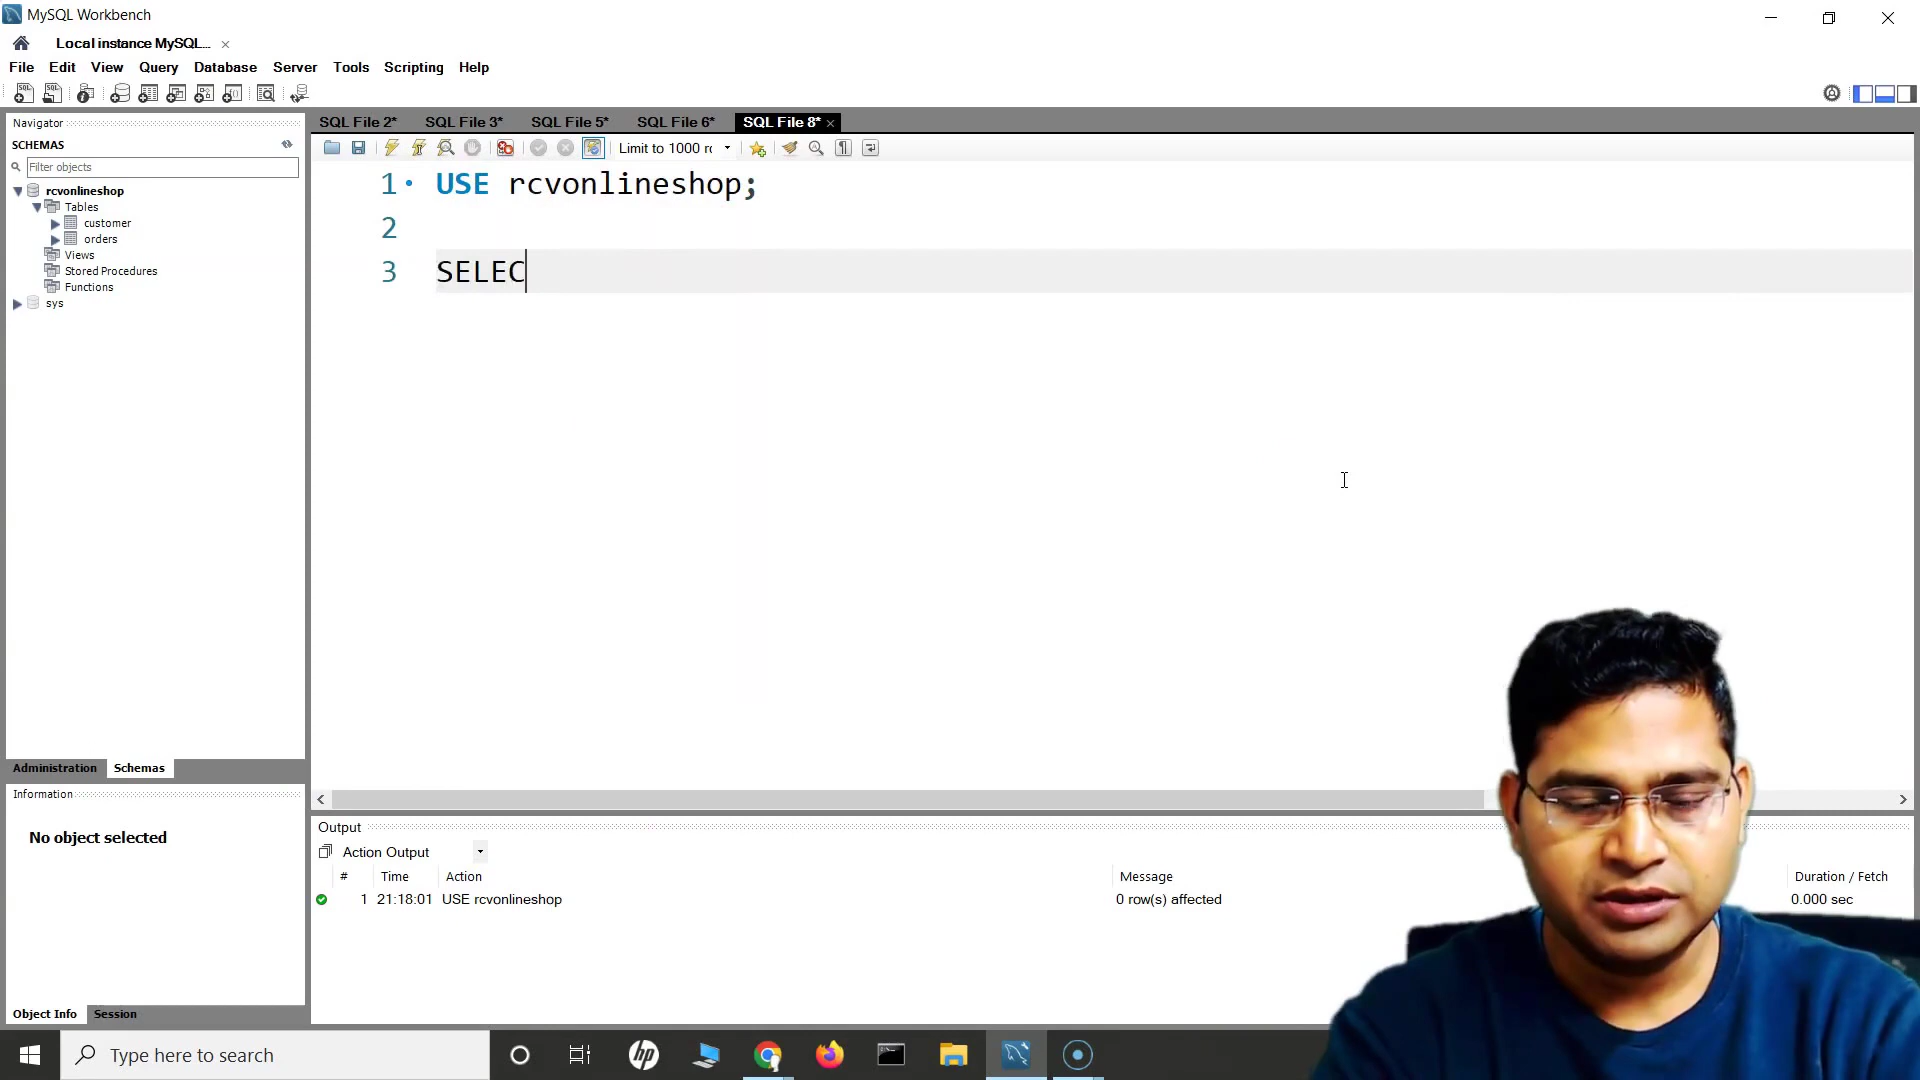 MySQL Workbench
Local instance MySQL...
File Edit View Query Database Server Tools Scripting Help
Navigator
SCHEMAS
Filter objects
rcvonlineshop
Tables
customer
orders
Views
Stored Procedures
Functions
sys
Administration Schemas
Information
No object selected
Object Info Session
SQL File 2* SQL File 3* SQL File 5* SQL File 6* SQL File 8*
Limit to 1000 rc
1 USE rcvonlineshop;
2
3 SELEC
Output
Action Output
# Time Action Message Duration / Fetch
1 21:18:01 USE rcvonlineshop 0 row(s) affected 0.000 sec
Type here to search
hp